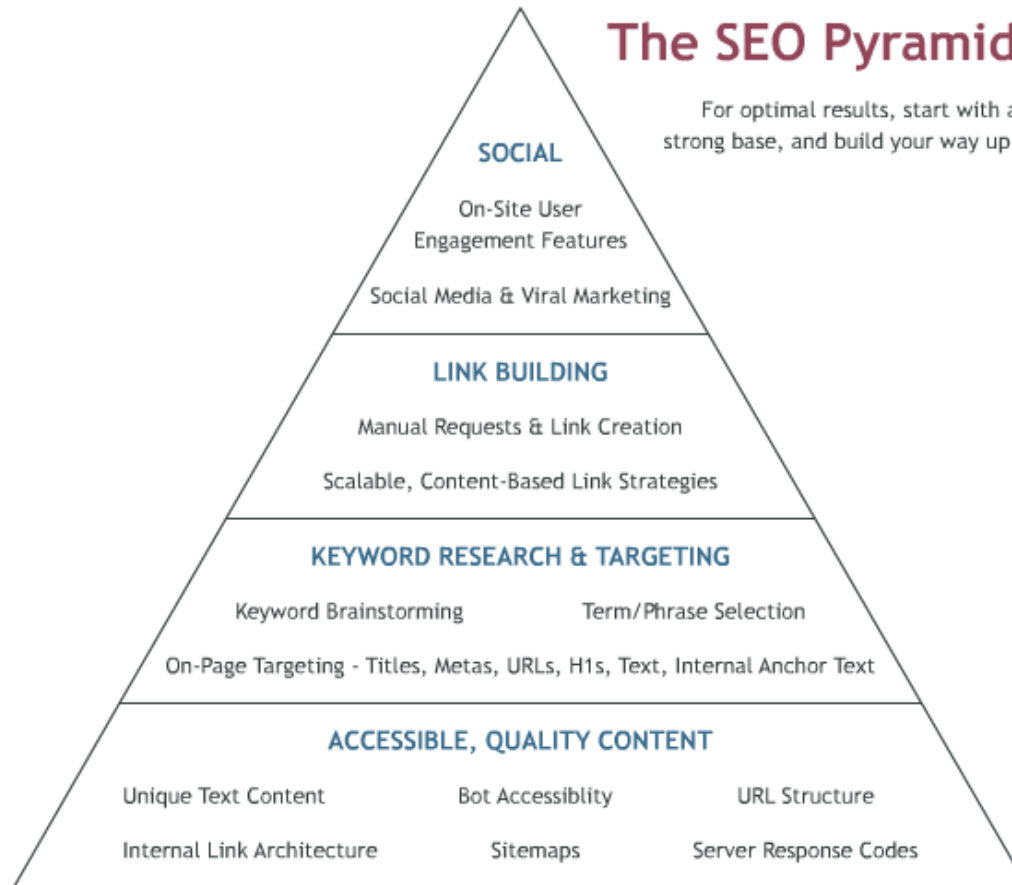 The SEO Pyramid
For optimal results, start with a
strong base, and build your way up
SOCIAL
On-Site User
Engagement Features
Social Media & Viral Marketing
LINK BUILDING
Manual Requests & Link Creation
Scalable, Content-Based Link Strategies
KEYWORD RESEARCH & TARGETING
Keyword Brainstorming Term/Phrase Selection
On-Page Targeting - Titles, Metas, URLs, H1s, Text, Internal Anchor Text
ACCESSIBLE, QUALITY CONTENT
Unique Text Content Bot Accessiblity URL Structure
Internal Link Architecture Sitemaps Server Response Codes